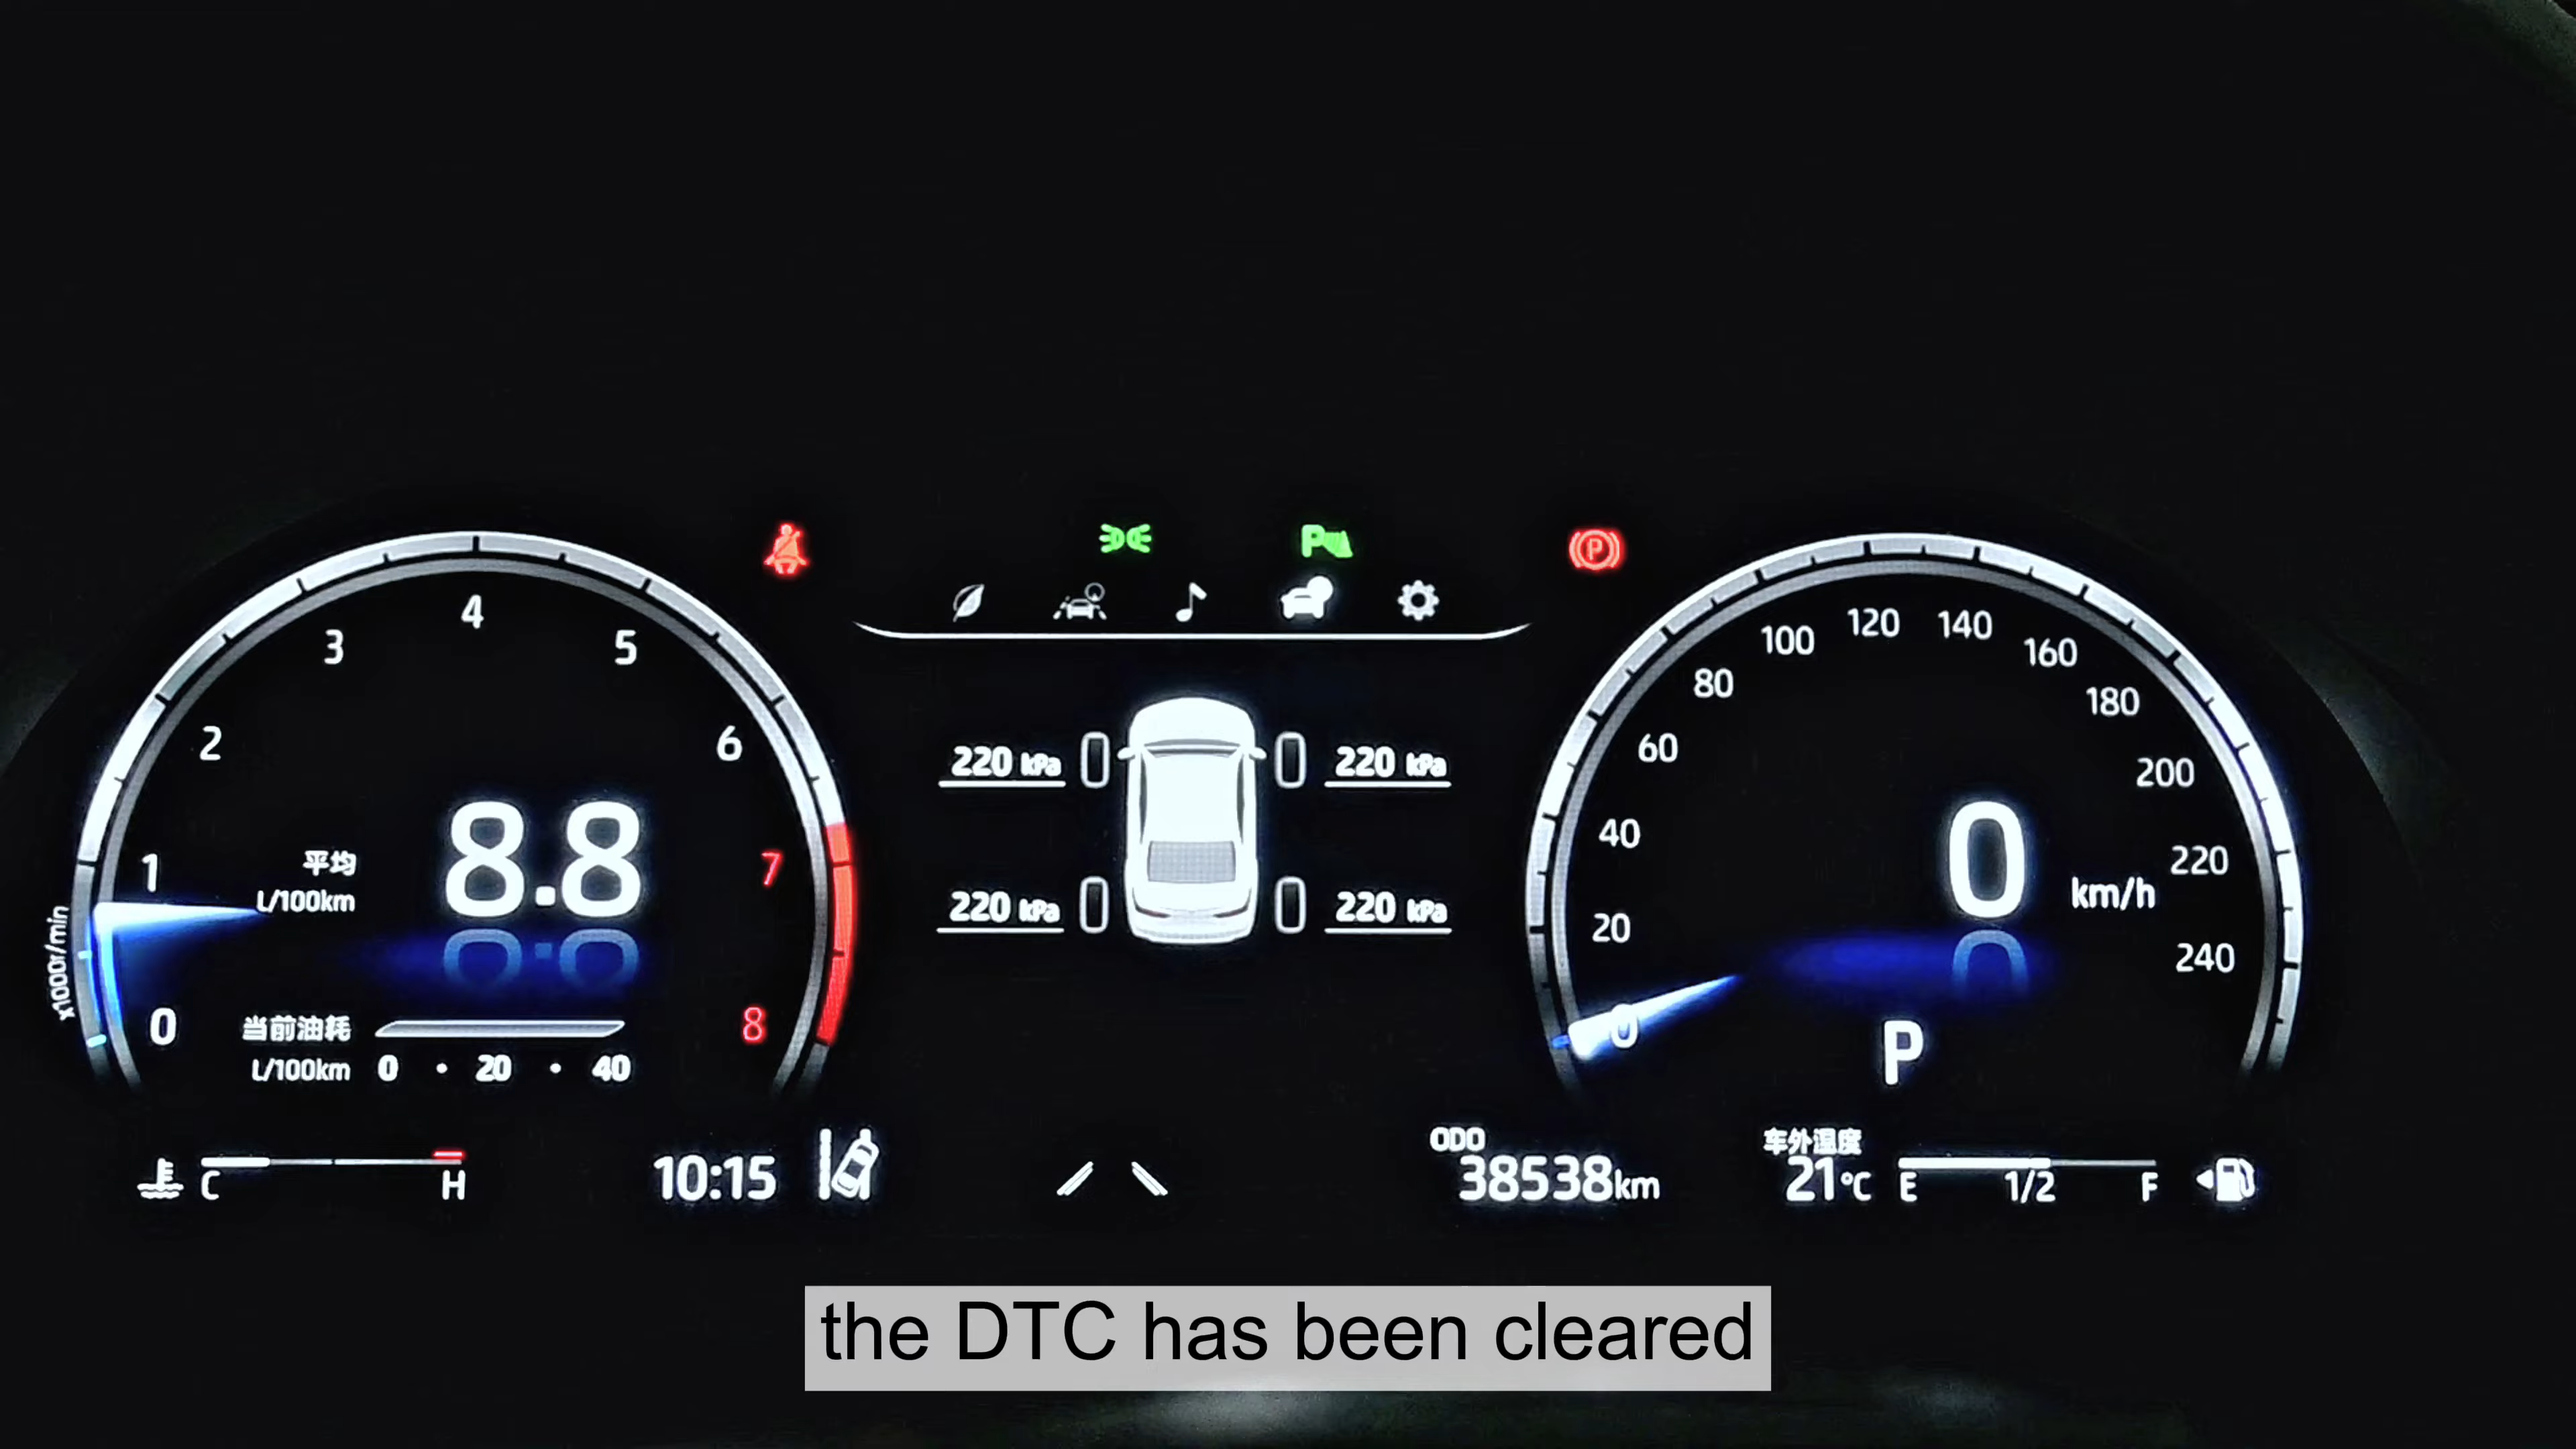 4
3
5
2
6
1
7
0
8
x1000r/min
平均
L/100km
8.8
当前油耗
L/100km
0 · 20 · 40
C
H
10:15
P
220 kPa
220 kPa
220 kPa
220 kPa
P
0
20
40
60
80
100
120
140
160
180
200
220
240
0
km/h
P
ODO
38538km
车外温度
21°C
E 1/2 F
the DTC has been cleared